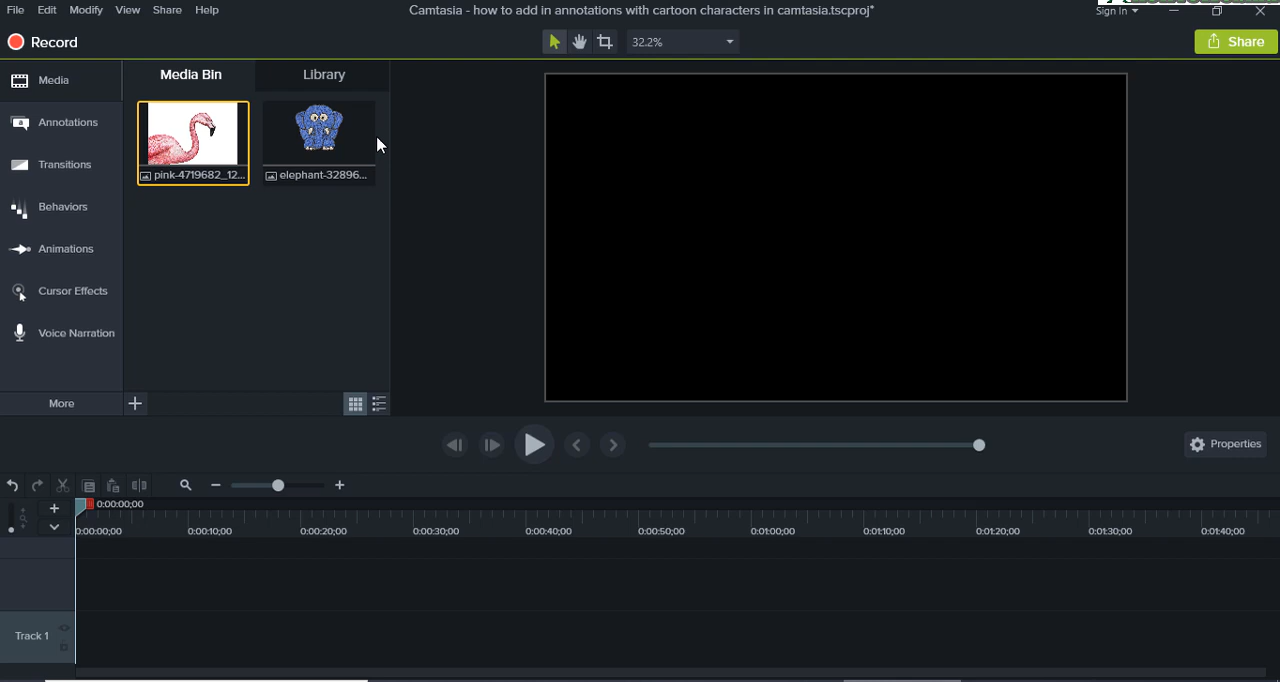 File Edit Modify View Share Help
Camtasia - how to add in annotations with cartoon characters in camtasia.tscproj*
Sign In
Record
32.2%
Share
Media
Media Bin
Library
Annotations
Transitions
pink-4719682_12...
elephant-32896...
Behaviors
Animations
Cursor Effects
Voice Narration
More
Properties
0:00:00;00
0:00:00;00 0:00:10;00 0:00:20;00 0:00:30;00 0:00:40;00 0:00:50;00 0:01:00;00 0:01:10;00 0:01:20;00 0:01:30;00 0:01:40;00
Track 1